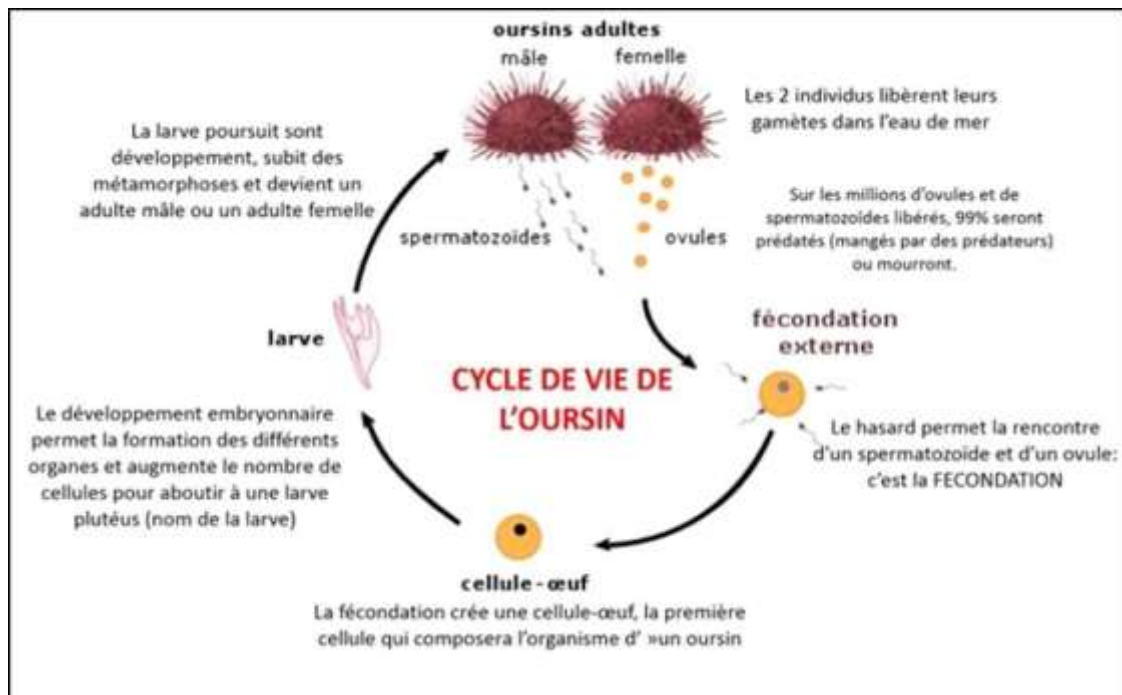 oursins adultes
mâle
femelle
Les 2 individus libèrent leurs
gamètes dans l'eau de mer
Sur les millions d'ovules et de
spermatozoïdes libérés, 99% seront
prédatés (mangés par des prédateurs)
ou mourront.
spermatozoïdes
ovules
fécondation
externe
Le hasard permet la rencontre
d'un spermatozoïde et d'un ovule:
c'est la FECONDATION
CYCLE DE VIE DE
L'OURSIN
cellule-œuf
La fécondation crée une cellule-œuf, la première
cellule qui composera l'organisme d' »un oursin
Le développement embryonnaire
permet la formation des différents
organes et augmente le nombre de
cellules pour aboutir à une larve
plutéus (nom de la larve)
larve
La larve poursuit sont
développement, subit des
métamorphoses et devient un
adulte mâle ou un adulte femelle